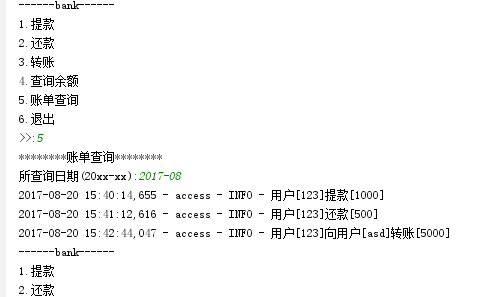 ------bank------
1.提款
2.还款
3.转账
4.查询余额
5.账单查询
6.退出
>>:5
********账单查询********
所查询日期(20xx-xx):2017-08
2017-08-20 15:40:14,655 - access - INFO - 用户[123]提款[1000]
2017-08-20 15:41:12,616 - access - INFO - 用户[123]还款[500]
2017-08-20 15:42:44,047 - access - INFO - 用户[123]向用户[asd]转账[5000]
------bank------
1.提款
2.还款